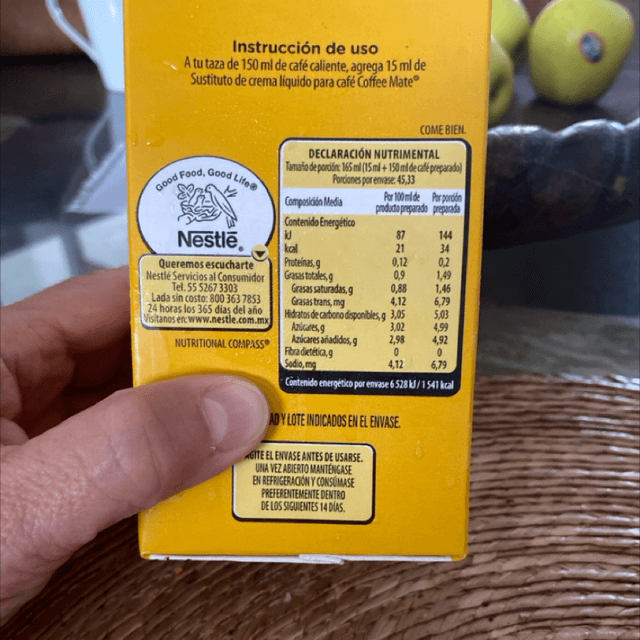 Instrucción de uso
A tu taza de 150 ml de café caliente, agrega 15 ml de
Sustituto de crema líquido para café Coffee Mate®
COME BIEN.
Good Food, Good Life®
Nestlé®
Queremos escucharte
Nestlé Servicios al Consumidor
Tel. 55 5267 3303
Lada sin costo: 800 363 7853
24 horas los 365 días del año
Visítanos en: www.nestle.com.mx
NUTRITIONAL COMPASS®
DECLARACIÓN NUTRIMENTAL
Tamaño de porción: 165 ml (15 ml + 150 ml de café preparado)
Porciones por envase: 45,33
Composición Media Por 100 ml de producto preparado Por porción preparada
Contenido Energético
kJ 87 144
kcal 21 34
Proteínas, g 0,12 0,2
Grasas totales, g 0,9 1,49
Grasas saturadas, g 0,88 1,46
Grasas trans, mg 4,12 6,79
Hidratos de carbono disponibles, g 3,05 5,03
Azúcares, g 3,02 4,99
Azúcares añadidos, g 2,98 4,92
Fibra dietética, g 0 0
Sodio, mg 4,12 6,79
Contenido energético por envase 6 528 kJ / 1 541 kcal
Y LOTE INDICADOS EN EL ENVASE.
EL ENVASE ANTES DE USARSE.
UNA VEZ ABIERTO MANTÉNGASE
EN REFRIGERACIÓN Y CONSÚMASE
PREFERENTEMENTE DENTRO
DE LOS SIGUIENTES 14 DÍAS.